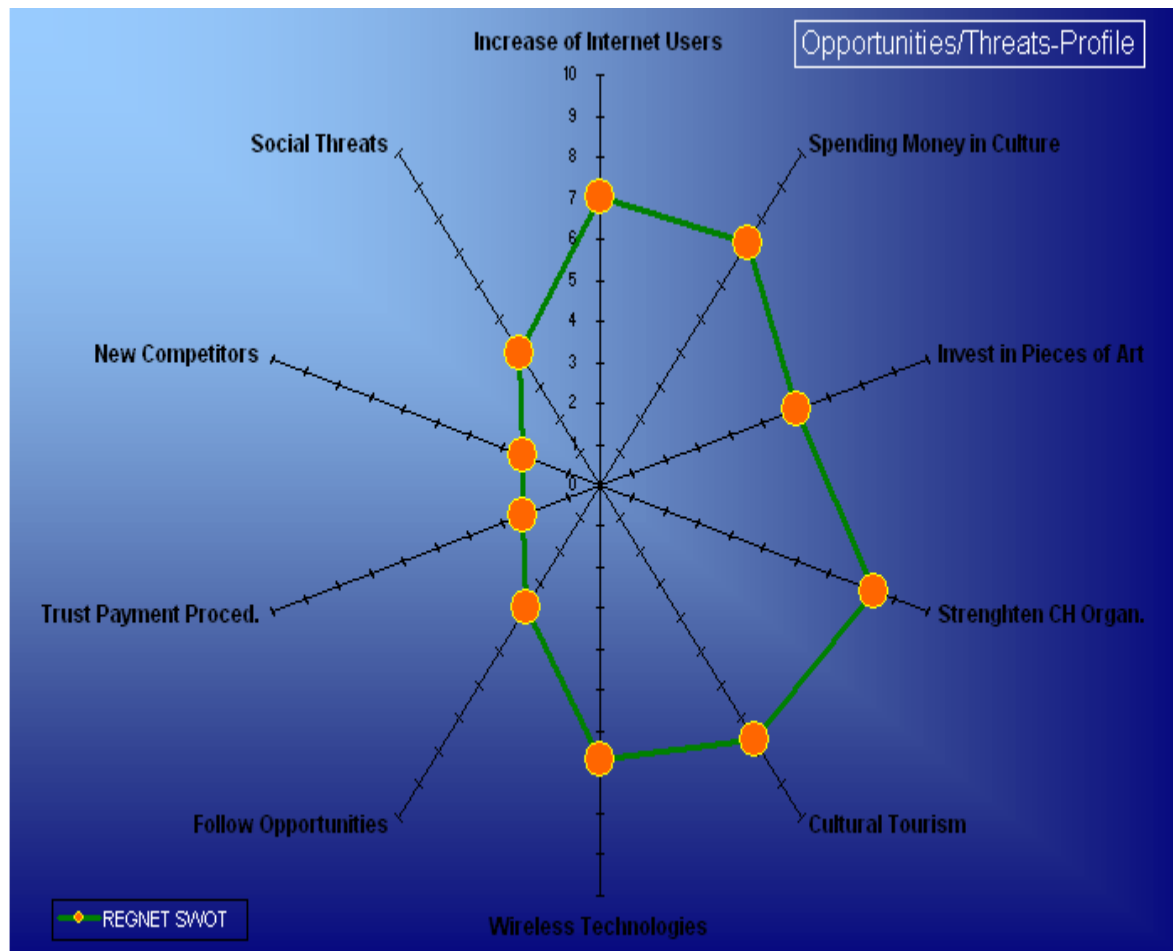 Opportunities/Threats-Profile
Increase of Internet Users
Social Threats
Spending Money in Culture
New Competitors
Invest in Pieces of Art
Trust Payment Proced.
Strenghten CH Organ.
Follow Opportunities
Cultural Tourism
Wireless Technologies
10
9
8
7
6
5
4
3
2
1
0
REGNET SWOT